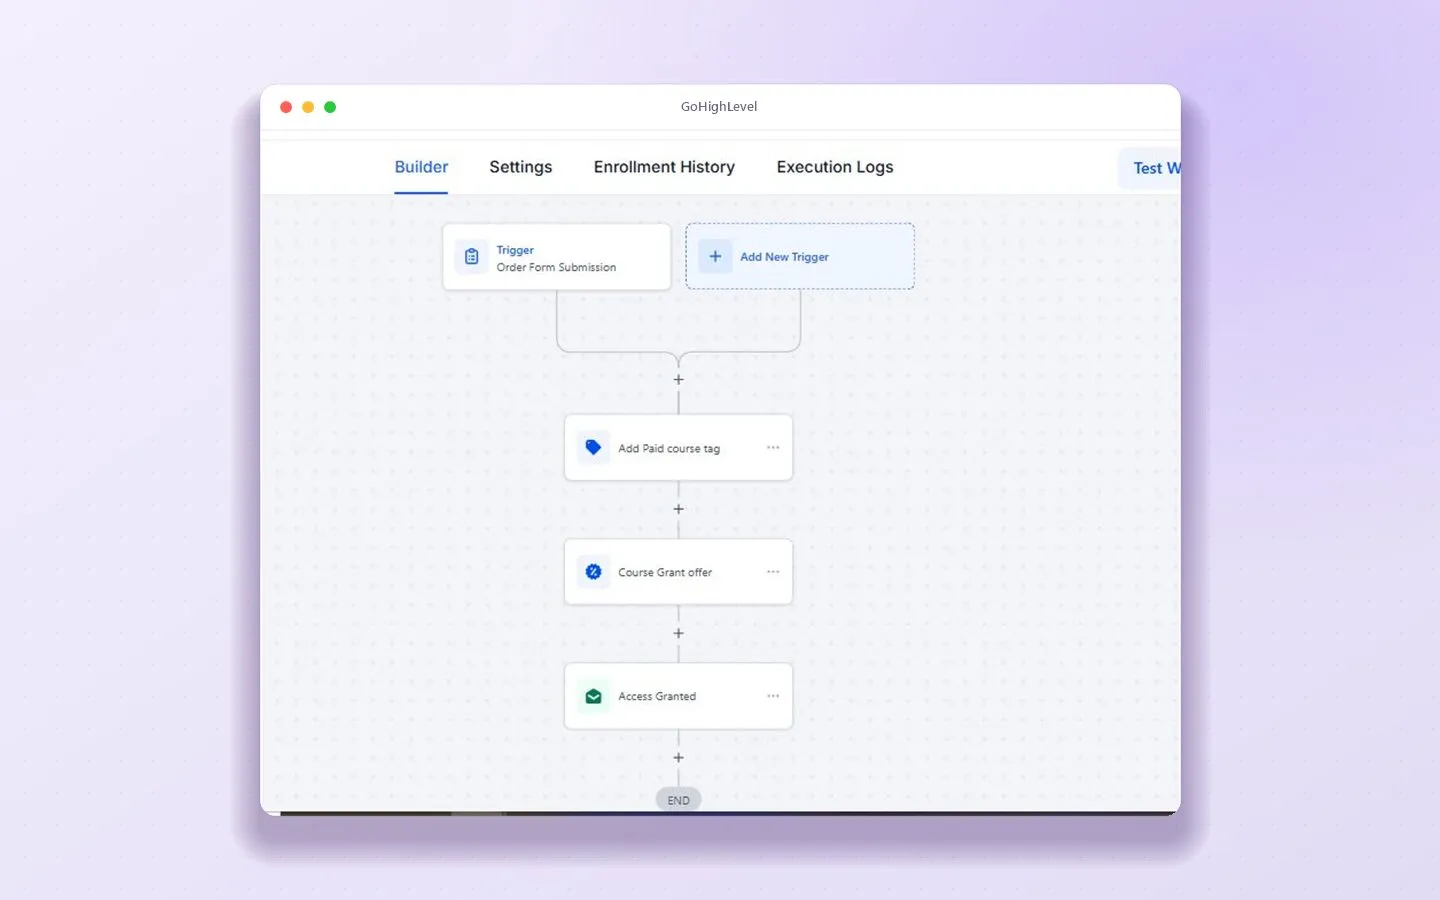 GoHighLevel
Builder
Settings
Enrollment History
Execution Logs
Test W
Trigger
Order Form Submission
Add New Trigger
Add Paid course tag
Course Grant offer
Access Granted
END